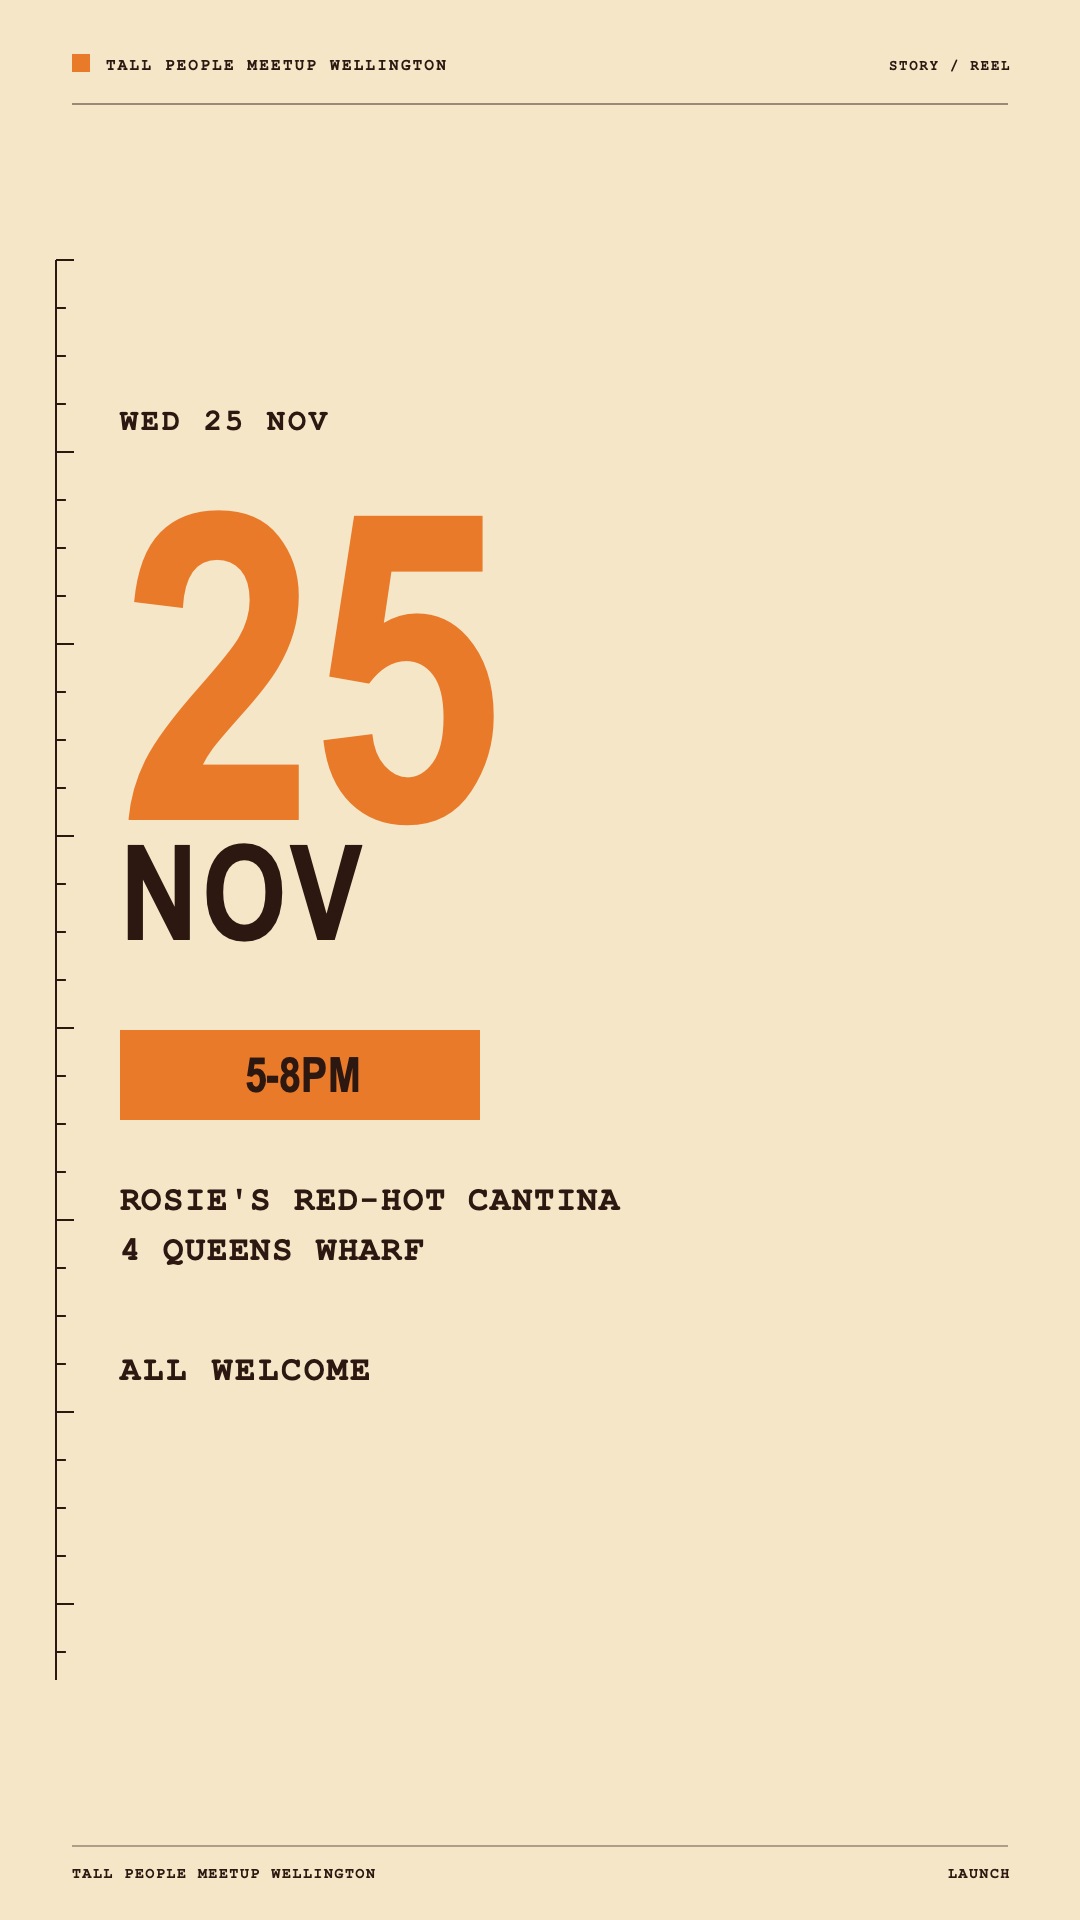 TALL PEOPLE MEETUP WELLINGTON
STORY / REEL
WED 25 NOV
25
NOV
5-8PM
ROSIE'S RED-HOT CANTINA
4 QUEENS WHARF
ALL WELCOME
TALL PEOPLE MEETUP WELLINGTON
LAUNCH